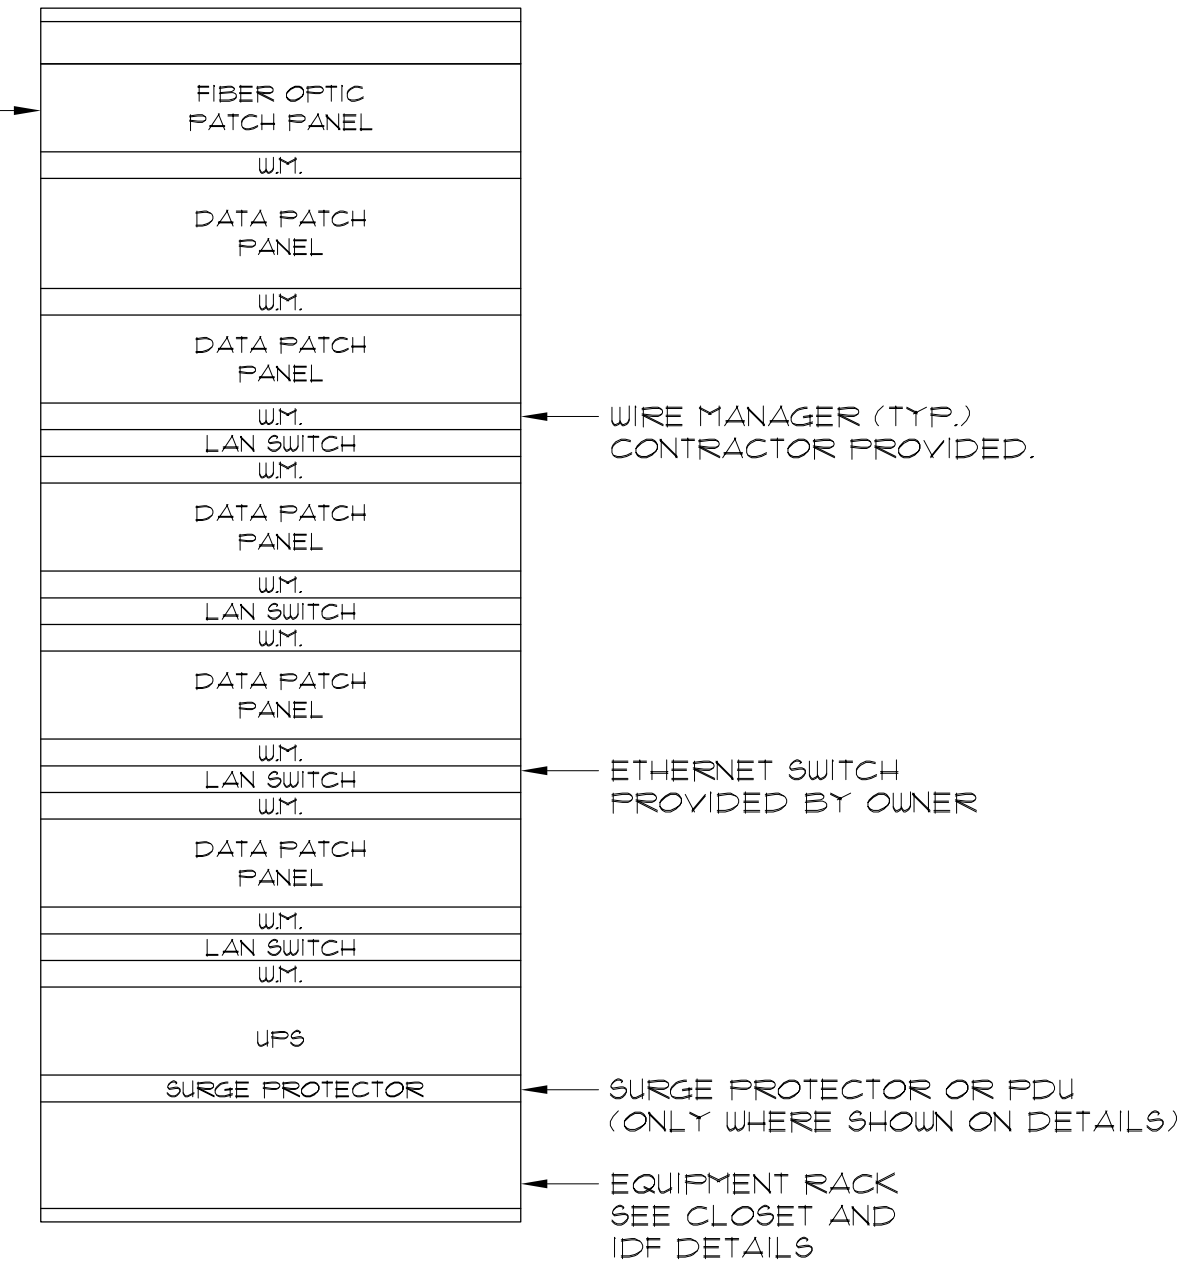 FIBER OPTIC
PATCH PANEL
W.M.
DATA PATCH
PANEL
W.M.
DATA PATCH
PANEL
W.M.
WIRE MANAGER (TYP.)
CONTRACTOR PROVIDED.
LAN SWITCH
W.M.
DATA PATCH
PANEL
W.M.
LAN SWITCH
W.M.
DATA PATCH
PANEL
W.M.
LAN SWITCH
ETHERNET SWITCH
PROVIDED BY OWNER
W.M.
DATA PATCH
PANEL
W.M.
LAN SWITCH
W.M.
UPS
SURGE PROTECTOR
SURGE PROTECTOR OR PDU
(ONLY WHERE SHOWN ON DETAILS)
EQUIPMENT RACK
SEE CLOSET AND
IDF DETAILS